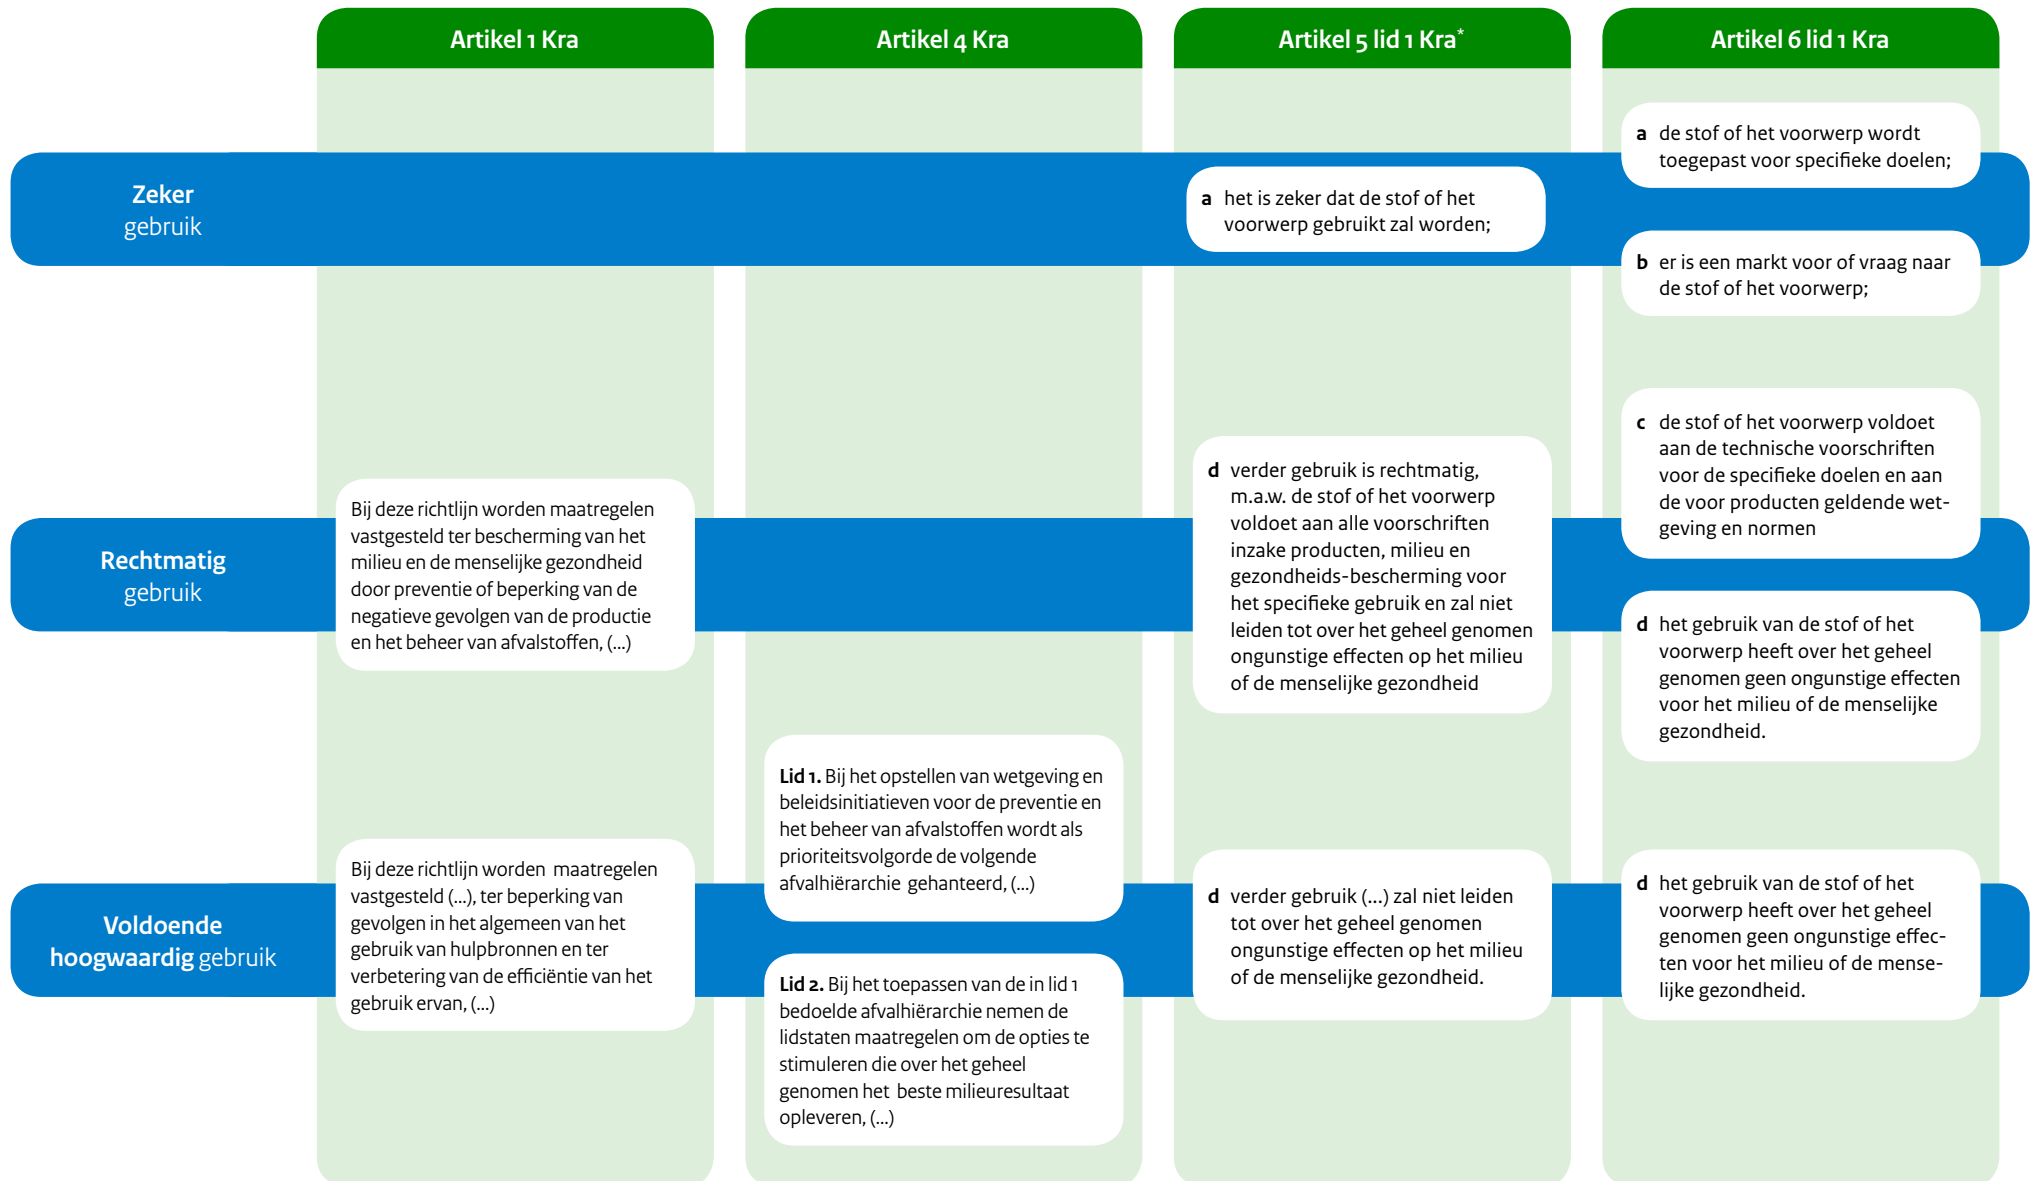 Artikel 1 Kra
Artikel 4 Kra
Artikel 5 lid 1 Kra*
Artikel 6 lid 1 Kra
Zeker
gebruik
a het is zeker dat de stof of het
voorwerp gebruikt zal worden;
a de stof of het voorwerp wordt
toegepast voor specifieke doelen;
b er is een markt voor of vraag naar
de stof of het voorwerp;
Rechtmatig
gebruik
Bij deze richtlijn worden maatregelen
vastgesteld ter bescherming van het
milieu en de menselijke gezondheid
door preventie of beperking van de
negatieve gevolgen van de productie
en het beheer van afvalstoffen, (...)
d verder gebruik is rechtmatig,
m.a.w. de stof of het voorwerp
voldoet aan alle voorschriften
inzake producten, milieu en
gezondheids-bescherming voor
het specifieke gebruik en zal niet
leiden tot over het geheel genomen
ongunstige effecten op het milieu
of de menselijke gezondheid
c de stof of het voorwerp voldoet
aan de technische voorschriften
voor de specifieke doelen en aan
de voor producten geldende wet-
geving en normen
d het gebruik van de stof of het
voorwerp heeft over het geheel
genomen geen ongunstige effecten
voor het milieu of de menselijke
gezondheid.
Voldoende
hoogwaardig gebruik
Bij deze richtlijn worden maatregelen
vastgesteld (...), ter beperking van
gevolgen in het algemeen van het
gebruik van hulpbronnen en ter
verbetering van de efficiëntie van het
gebruik ervan, (...)
Lid 1. Bij het opstellen van wetgeving en
beleidsinitiatieven voor de preventie en
het beheer van afvalstoffen wordt als
prioriteitsvolgorde de volgende
afvalhiërarchie gehanteerd, (...)
Lid 2. Bij het toepassen van de in lid 1
bedoelde afvalhiërarchie nemen de
lidstaten maatregelen om de opties te
stimuleren die over het geheel
genomen het beste milieuresultaat
opleveren, (...)
d verder gebruik (...) zal niet leiden
tot over het geheel genomen
ongunstige effecten op het milieu
of de menselijke gezondheid.
d het gebruik van de stof of het
voorwerp heeft over het geheel
genomen geen ongunstige effec-
ten voor het milieu of de mense-
lijke gezondheid.